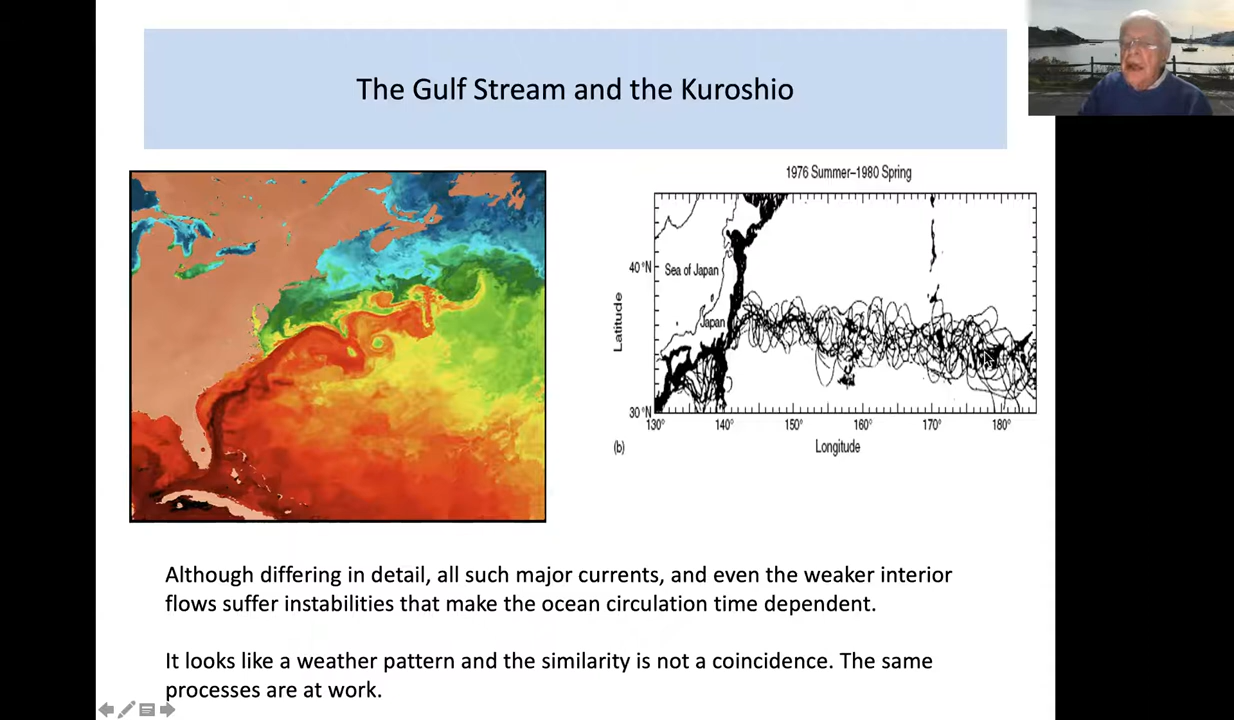 The Gulf Stream and the Kuroshio
1976 Summer–1980 Spring
40°N
Sea of Japan
Japan
Latitude
30°N
130° 140° 150° 160° 170° 180°
(b) Longitude
Although differing in detail, all such major currents, and even the weaker interior
flows suffer instabilities that make the ocean circulation time dependent.
It looks like a weather pattern and the similarity is not a coincidence. The same
processes are at work.